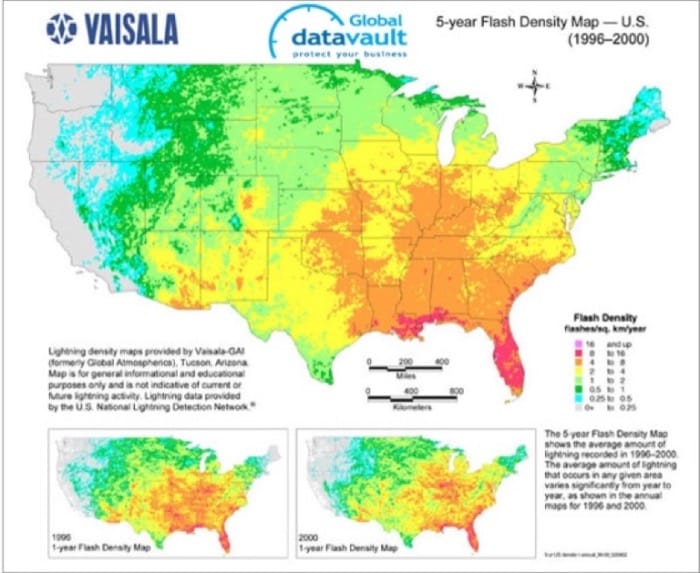 VAISALA
Global
datavault
protect your business
5-year Flash Density Map — U.S.
(1996–2000)
N
W E
S
Flash Density
flashes/sq. km/year
16 and up
8 to 16
4 to 8
2 to 4
1 to 2
0.5 to 1
0.25 to 0.5
0+ to 0.25
Lightning density maps provided by Vaisala-GAI
(formerly Global Atmospherics), Tucson, Arizona.
Map is for general informational and educational
purposes only and is not indicative of current or
future lightning activity. Lightning data provided
by the U.S. National Lightning Detection Network.®
0 200 400
Miles
0 400 800
Kilometers
The 5-year Flash Density Map
shows the average amount of
lightning recorded in 1996-2000.
The average amount of lightning
that occurs in any given area
varies significantly from year to
year, as shown in the annual
maps for 1996 and 2000.
1996
1-year Flash Density Map
2000
1-year Flash Density Map